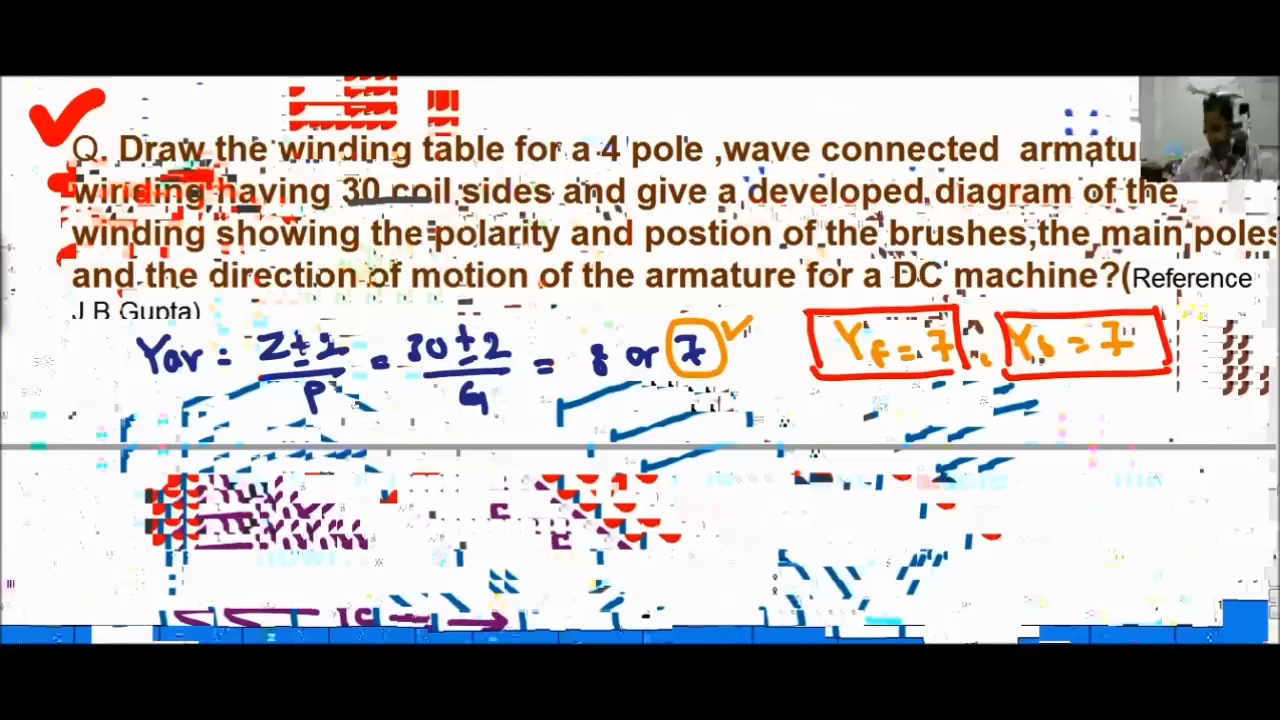 Q. Draw the winding table for a 4 pole ,wave connected armatu
winding having 30 coil sides and give a developed diagram of the
winding showing the polarity and postion of the brushes,the main poles
and the direction of motion of the armature for a DC machine?(Reference
J B Gupta)
Yav = Z±2/P = 30±2/4 = 8 or 7 Yf = 7 , Yb = 7